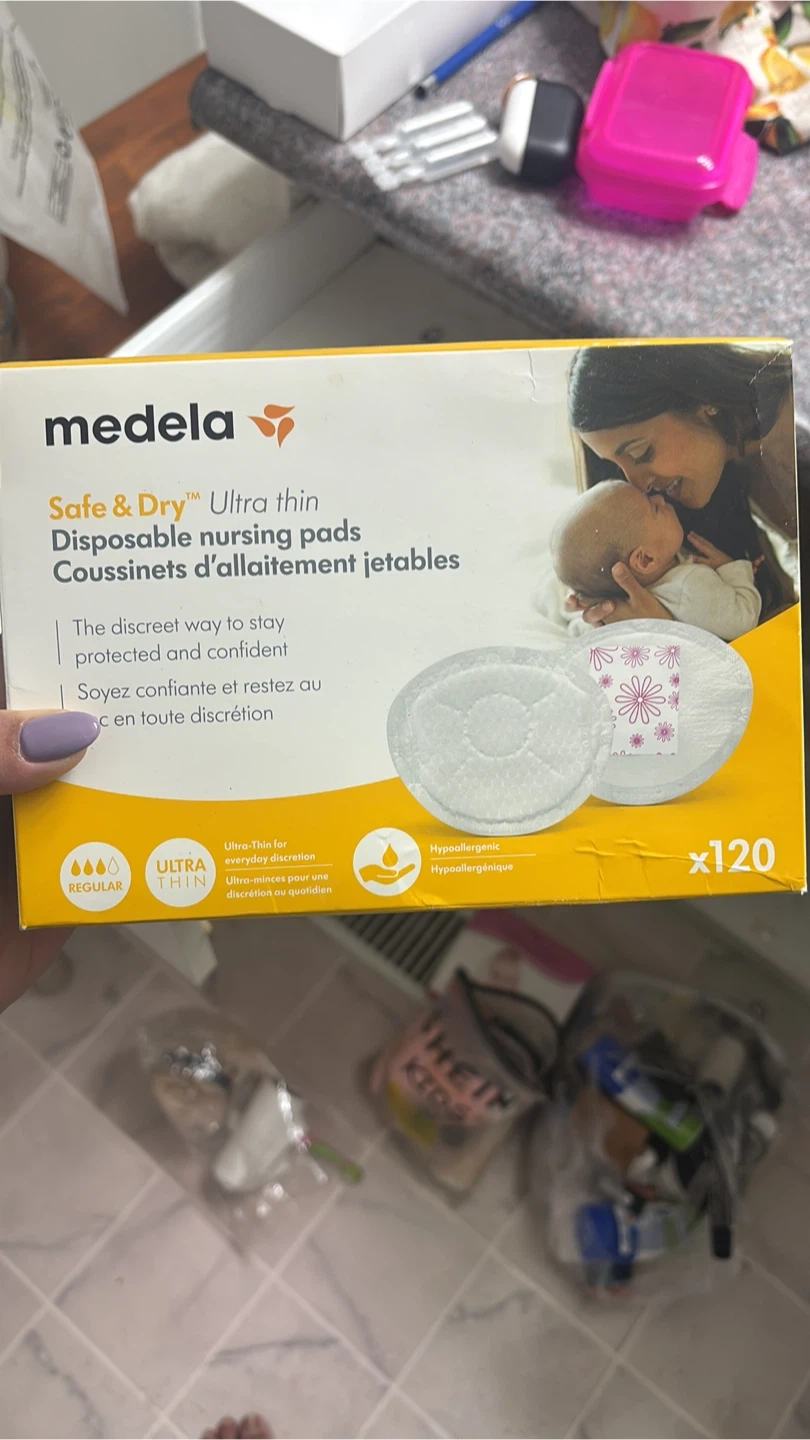 medela
Safe & Dry™ Ultra thin
Disposable nursing pads
Coussinets d'allaitement jetables
The discreet way to stay
protected and confident
Soyez confiante et restez au
c en toute discrétion
REGULAR
ULTRA
THIN
Ultra-Thin for
everyday discretion
Ultra-minces pour une
discrétion au quotidien
Hypoallergenic
Hypoallergénique
x120
KIDS